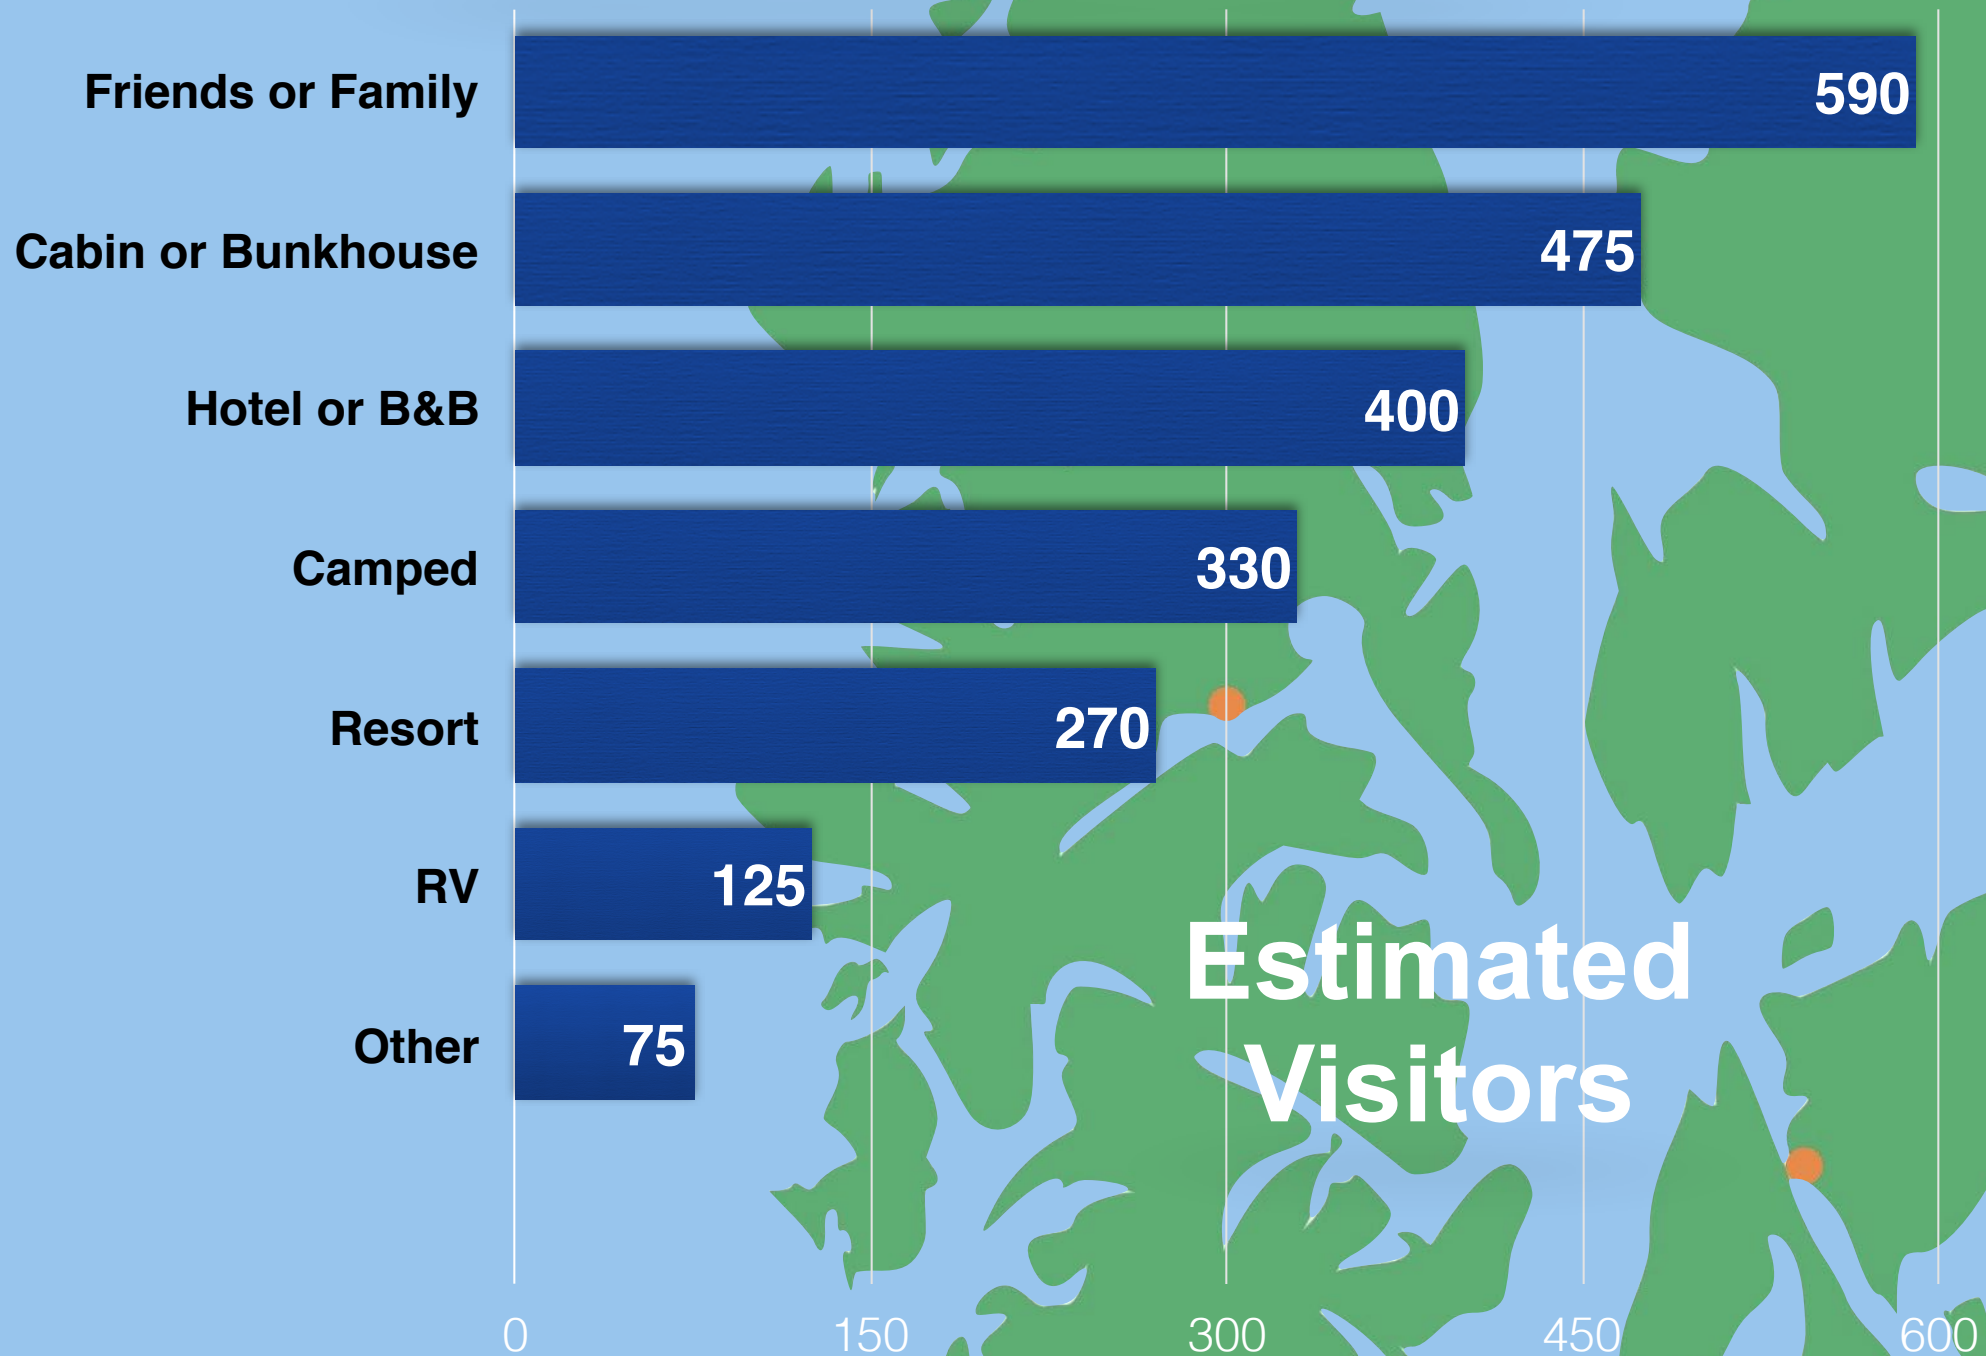 Friends or Family 590
Cabin or Bunkhouse 475
Hotel or B&B 400
Camped 330
Resort 270
RV 125
Other 75
Estimated
Visitors
0 150 300 450 600